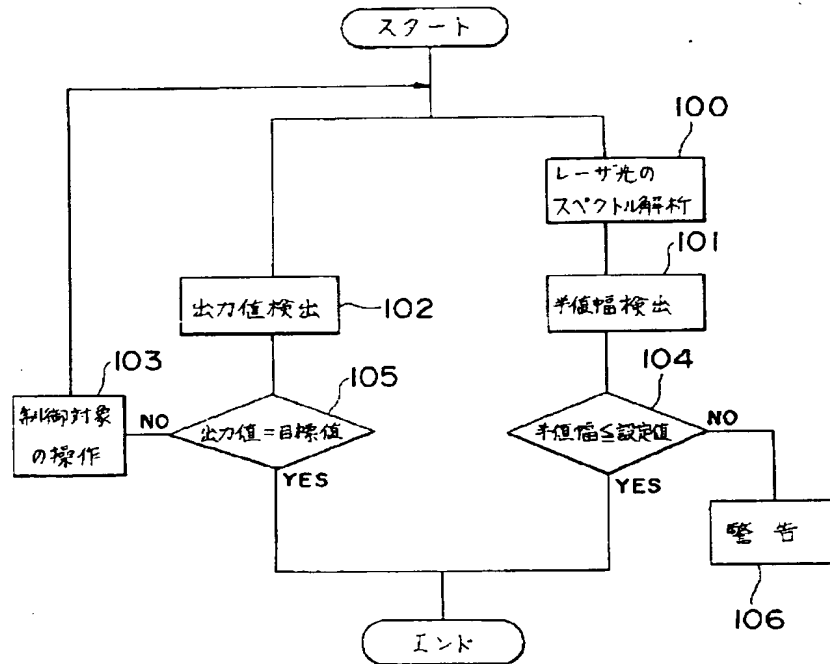 スタート
100
レーザ光の
スペクトル解析
101
出力値検出
102
半値幅検出
103
105
104
制御対象
の操作
NO
出力値=目標値
YES
半値幅≦設定値
NO
YES
警告
106
エンド